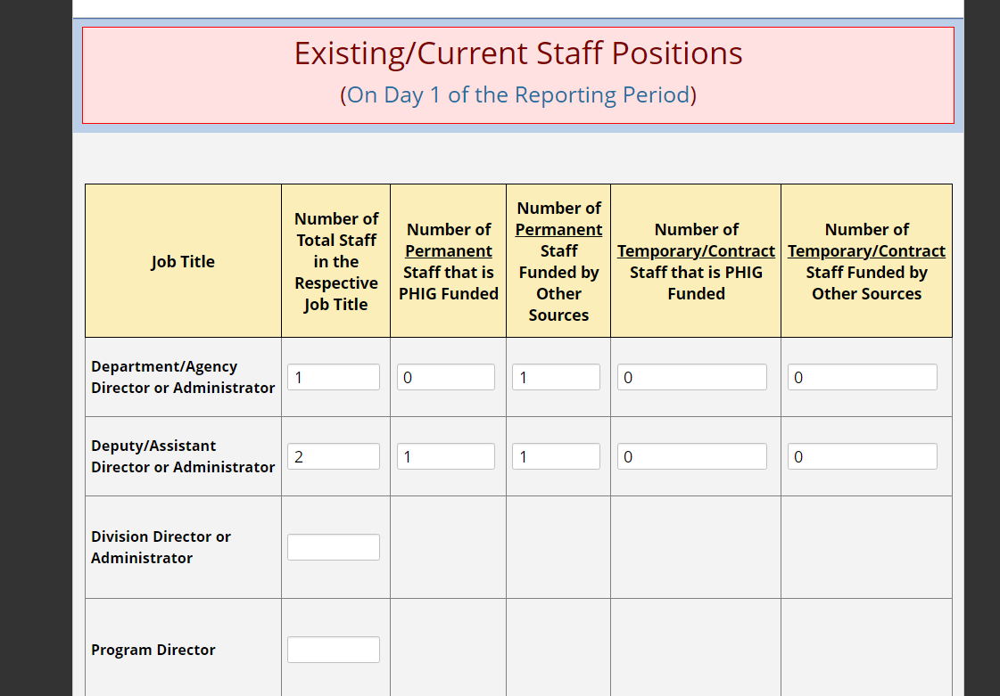 Existing/Current Staff Positions
(On Day 1 of the Reporting Period)
Job Title
Number of
Total Staff
in the
Respective
Job Title
Number of
Permanent
Staff that is
PHIG Funded
Number of
Permanent
Staff
Funded by
Other
Sources
Number of
Temporary/Contract
Staff that is PHIG
Funded
Number of
Temporary/Contract
Staff Funded by
Other Sources
Department/Agency
Director or Administrator
1
0
1
0
0
Deputy/Assistant
Director or Administrator
2
1
1
0
0
Division Director or
Administrator
Program Director